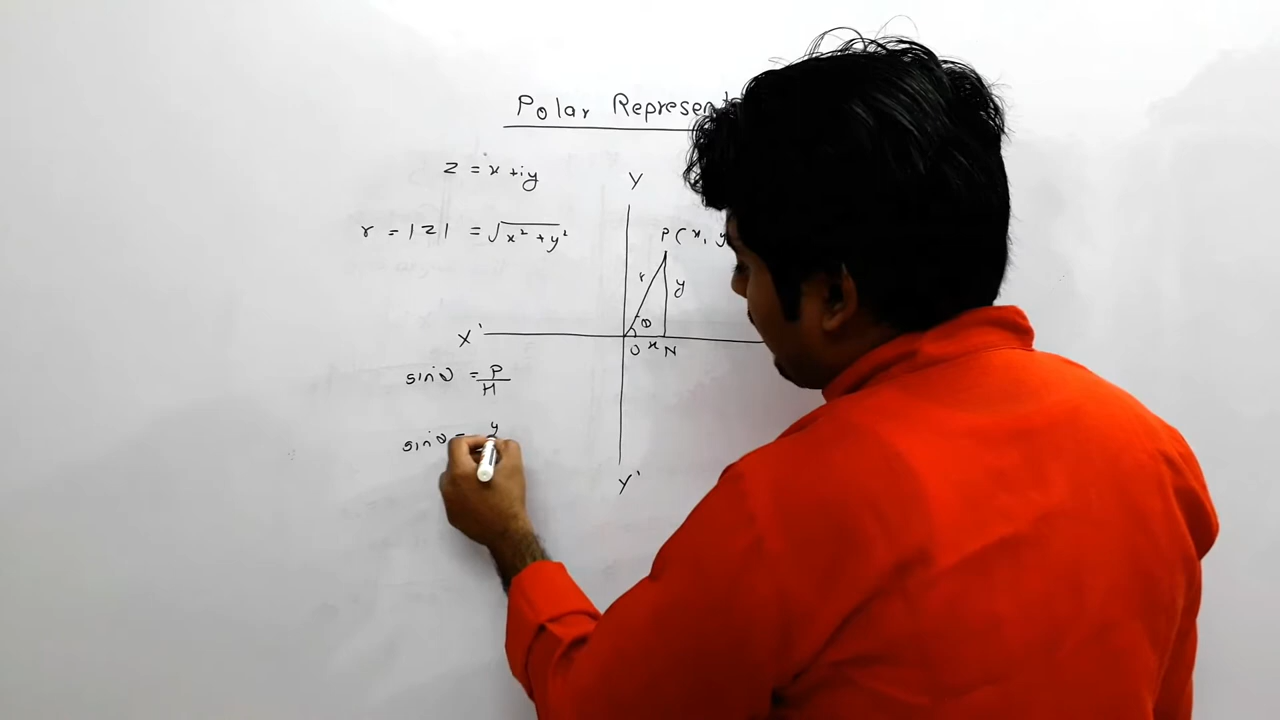 Polar Represent
z = x + iy
Y
r = |z| = √x² + y²
P( x, y
r
y
θ
X'
O x N
sinθ = P/H
sinθ = y
Y'